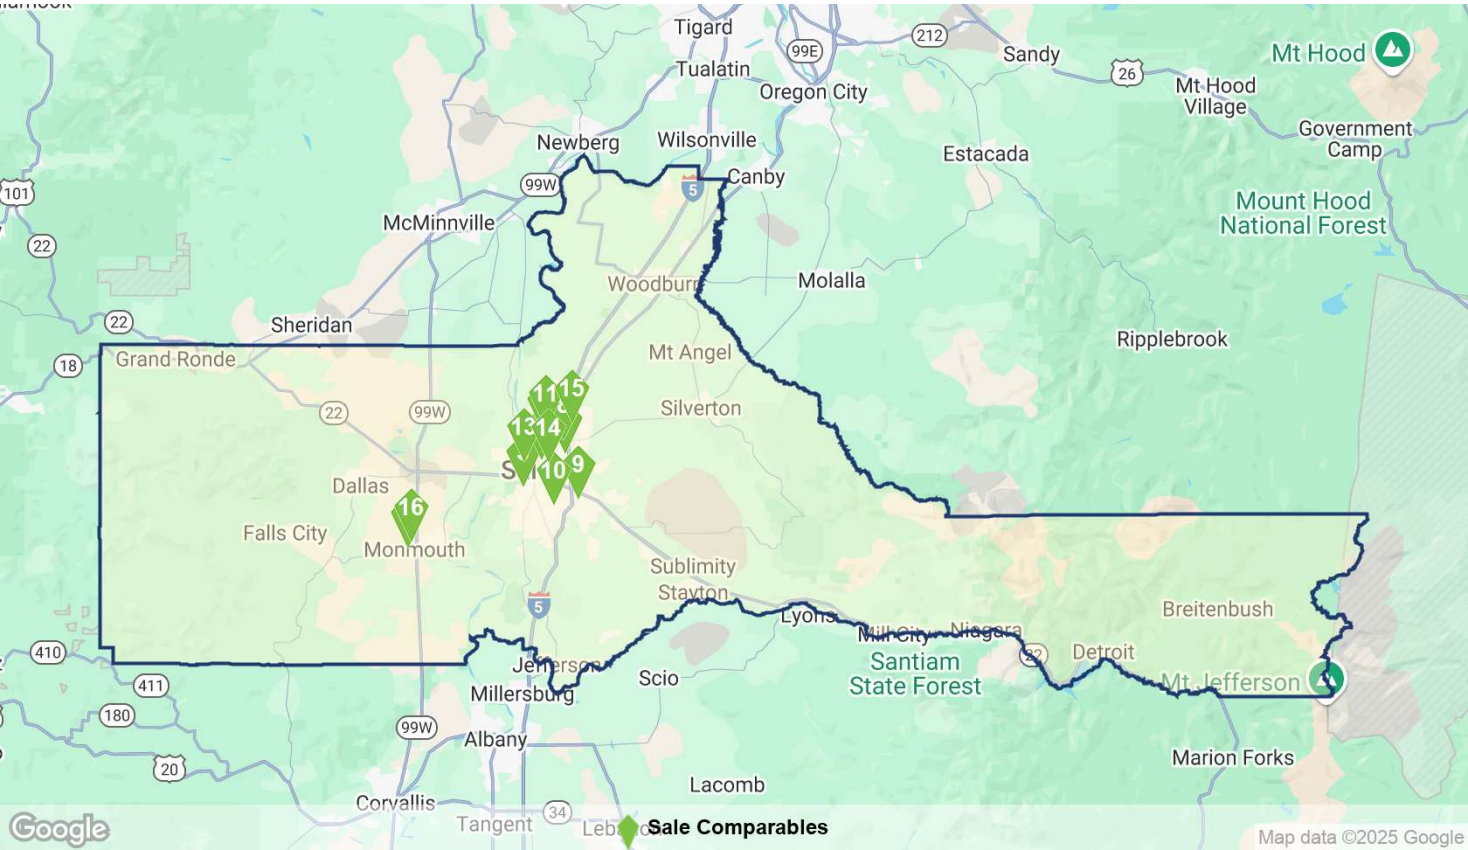 Tigard
99E
212
Sandy
Mt Hood
Tualatin
26
Oregon City
Mt Hood
Village
Government
Camp
Newberg
Wilsonville
Estacada
101
99W
5
Canby
Mount Hood
National Forest
McMinnville
22
Molalla
Woodburn
22
Sheridan
Ripplebrook
18
Grand Ronde
Mt Angel
11
15
22
99W
8
Silverton
13
14
10
9
Dallas
16
Falls City
Monmouth
Sublimity
Stayton
5
Breitenbush
Lyons
Mill City
Niagara
410
22
Detroit
Jefferson
Santiam
State Forest
Scio
411
Millersburg
Mt. Jefferson
180
99W
Albany
20
Marion Forks
Lacomb
Corvallis
34
Tangent
Sale Comparables
Google
Map data ©2025 Google